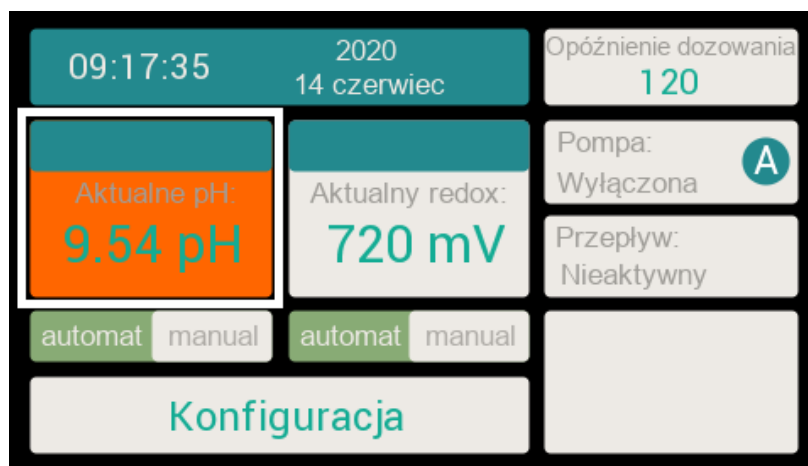 09:17:35
2020
14 czerwiec
Opóźnienie dozowania
120
Aktualne pH:
9.54 pH
Aktualny redox:
720 mV
Pompa:
Wyłączona
A
Przepływ:
Nieaktywny
automat manual
automat manual
Konfiguracja